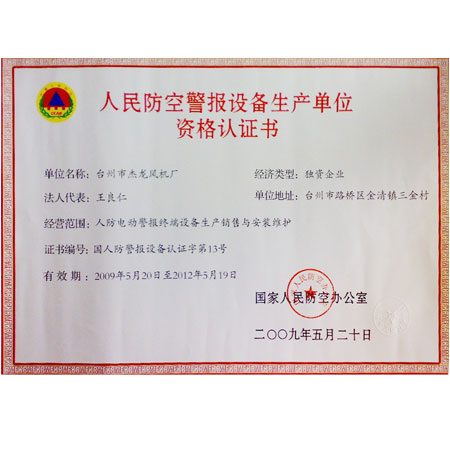 人民防空警报设备生产单位
资格认证书
单位名称：台州市杰龙风机厂
经济类型：独资企业
法人代表：王良仁
单位地址：台州市路桥区金清镇三金村
经营范围：人防电动警报终端设备生产销售与安装维护
证书编号：国人防警报设备认证字第13号
有效期：2009年5月20日至2012年5月19日
国家人民防空办公室
二〇〇九年五月二十日